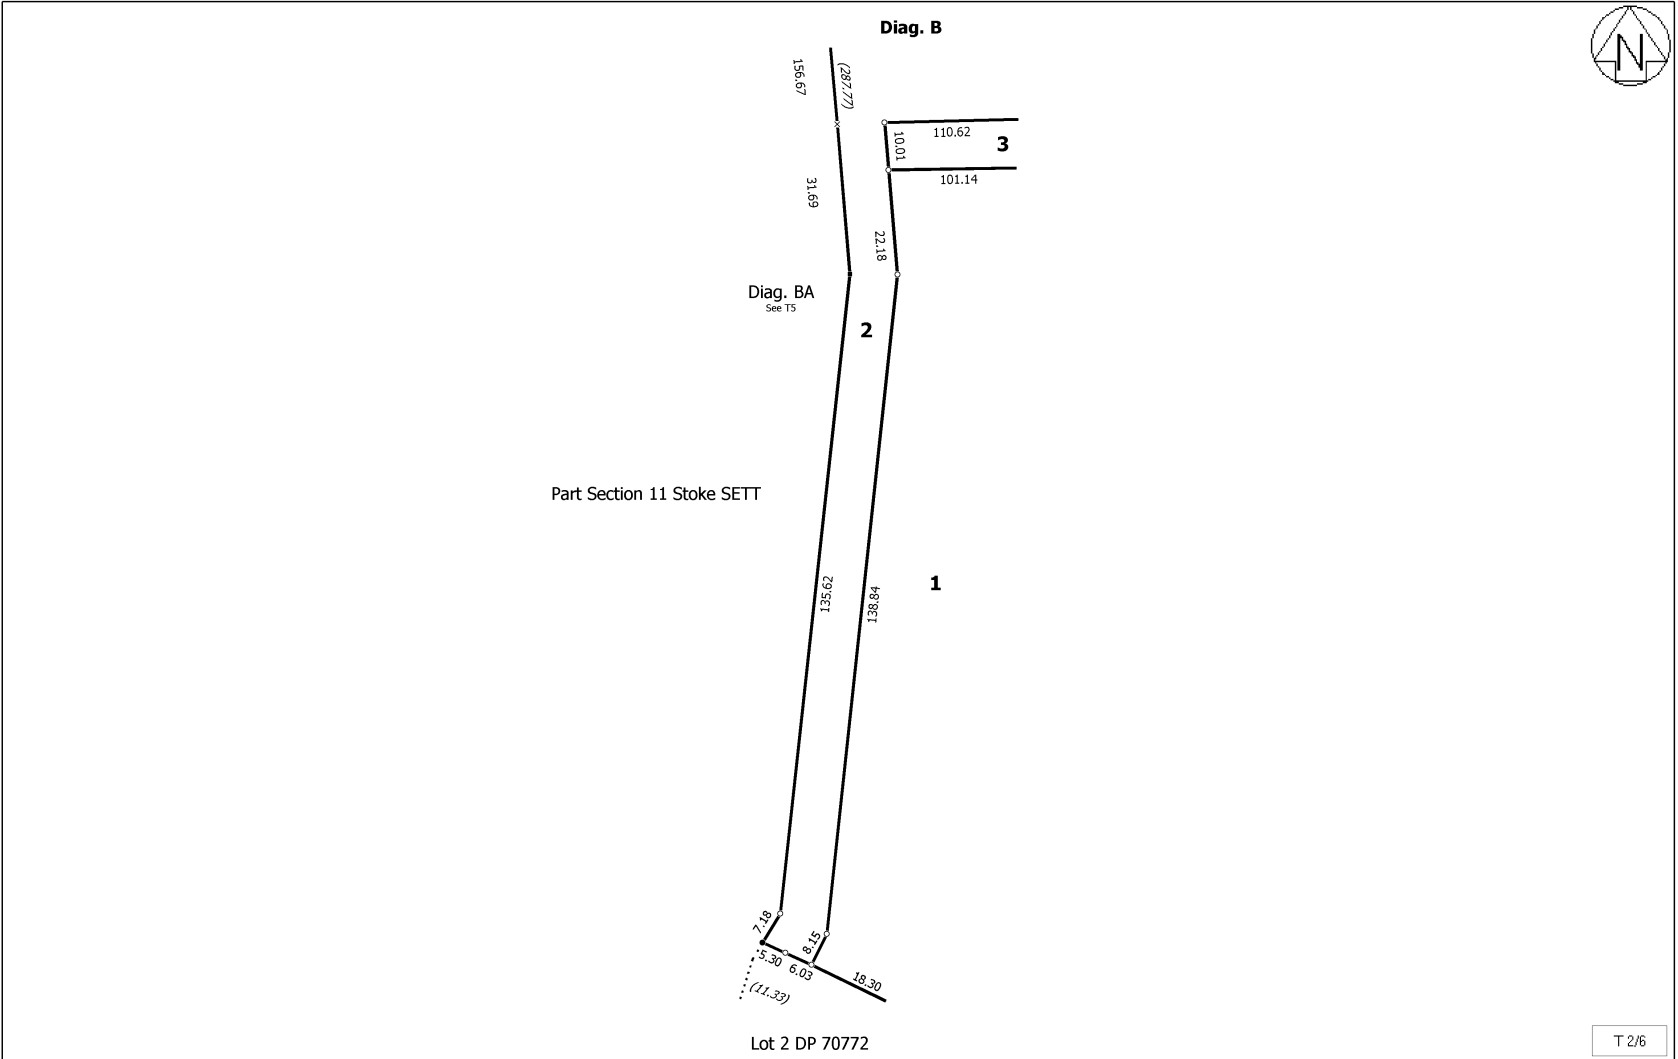 Diag. B
N
156.67
(287.77)
110.62
3
10.01
101.14
31.69
22.18
Diag. BA
See T5
2
Part Section 11 Stoke SETT
135.62
138.84
1
7.18
8.15
5.30
6.03
18.30
(11.33)
Lot 2 DP 70772
T 2/6